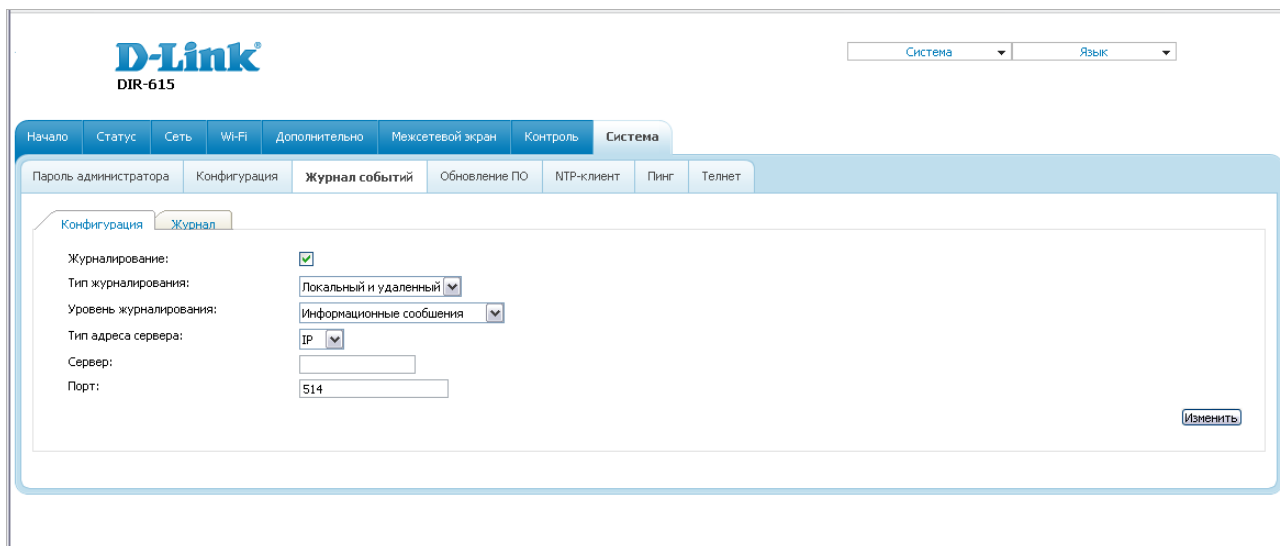 D-Link®
Система Язык
DIR-615
Начало Статус Сеть Wi-Fi Дополнительно Межсетевой экран Контроль Система
Пароль администратора Конфигурация Журнал событий Обновление ПО NTP-клиент Пинг Телнет
Конфигурация Журнал
Журналирование:
Тип журналирования: Локальный и удаленный
Уровень журналирования: Информационные сообщения
Тип адреса сервера: IP
Сервер:
Порт: 514
Изменить